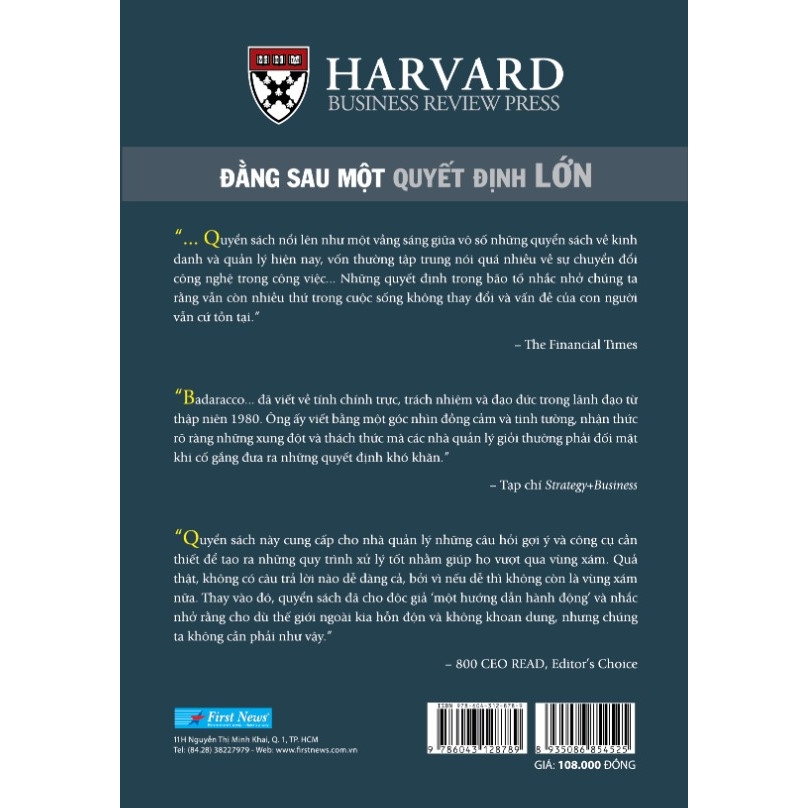 HARVARD
BUSINESS REVIEW PRESS
ĐẰNG SAU MỘT QUYẾT ĐỊNH LỚN
“... Quyển sách nổi lên như một vầng sáng giữa vô số những quyển sách về kinh
danh và quản lý hiện nay, vốn thường tập trung nói quá nhiều về sự chuyển đổi
công nghệ trong công việc... Những quyết định trong bão tố nhắc nhở chúng ta
rằng vẫn còn nhiều thứ trong cuộc sống không thay đổi và vấn đề của con người
vẫn cứ tồn tại.”
– The Financial Times
“Badaracco... đã viết về tính chính trực, trách nhiệm và đạo đức trong lãnh đạo từ
thập niên 1980. Ông ấy viết bằng một góc nhìn đồng cảm và tinh tường, nhận thức
rõ ràng những xung đột và thách thức mà các nhà quản lý giỏi thường phải đối mặt
khi cố gắng đưa ra những quyết định khó khăn.”
– Tạp chí Strategy+Business
“Quyển sách này cung cấp cho nhà quản lý những câu hỏi gợi ý và công cụ cần
thiết để tạo ra những quy trình xử lý tốt nhằm giúp họ vượt qua vùng xám. Quả
thật, không có câu trả lời nào dễ dàng cả, bởi vì nếu dễ thì không còn là vùng xám
nữa. Thay vào đó, quyển sách đã cho độc giả ‘một hướng dẫn hành động’ và nhắc
nhở rằng cho dù thế giới ngoài kia hỗn độn và không khoan dung, nhưng chúng
ta không cần phải như vậy.”
– 800 CEO READ, Editor’s Choice
First News
11H Nguyễn Thị Minh Khai, Q. 1, TP. HCM
Tel: (84.28) 38227979 - Web: www.firstnews.com.vn
ISBN 978-604-312-878-9
9 786043 128789
8 935086 854525
GIÁ: 108.000 ĐỒNG